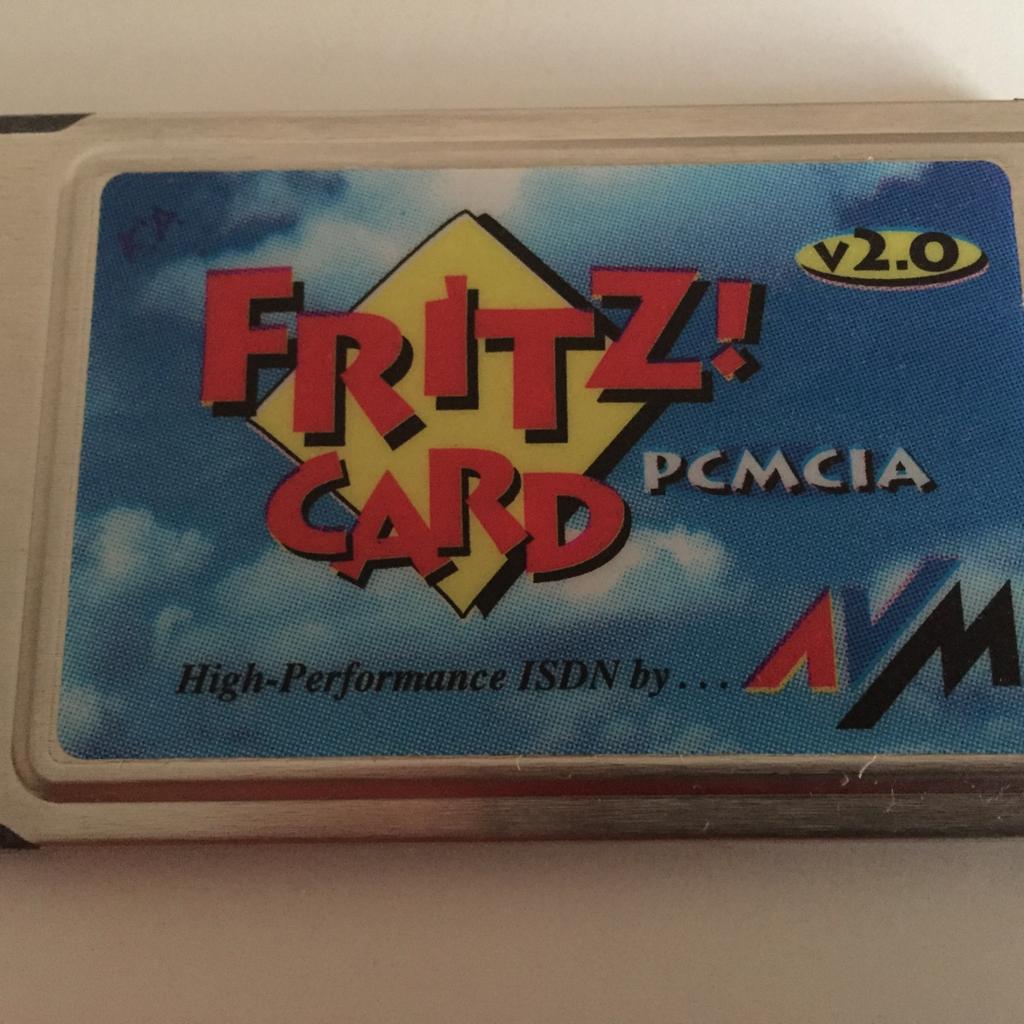 FRITZ!
CARD
v2.0
PCMCIA
High-Performance ISDN by . . . AVM